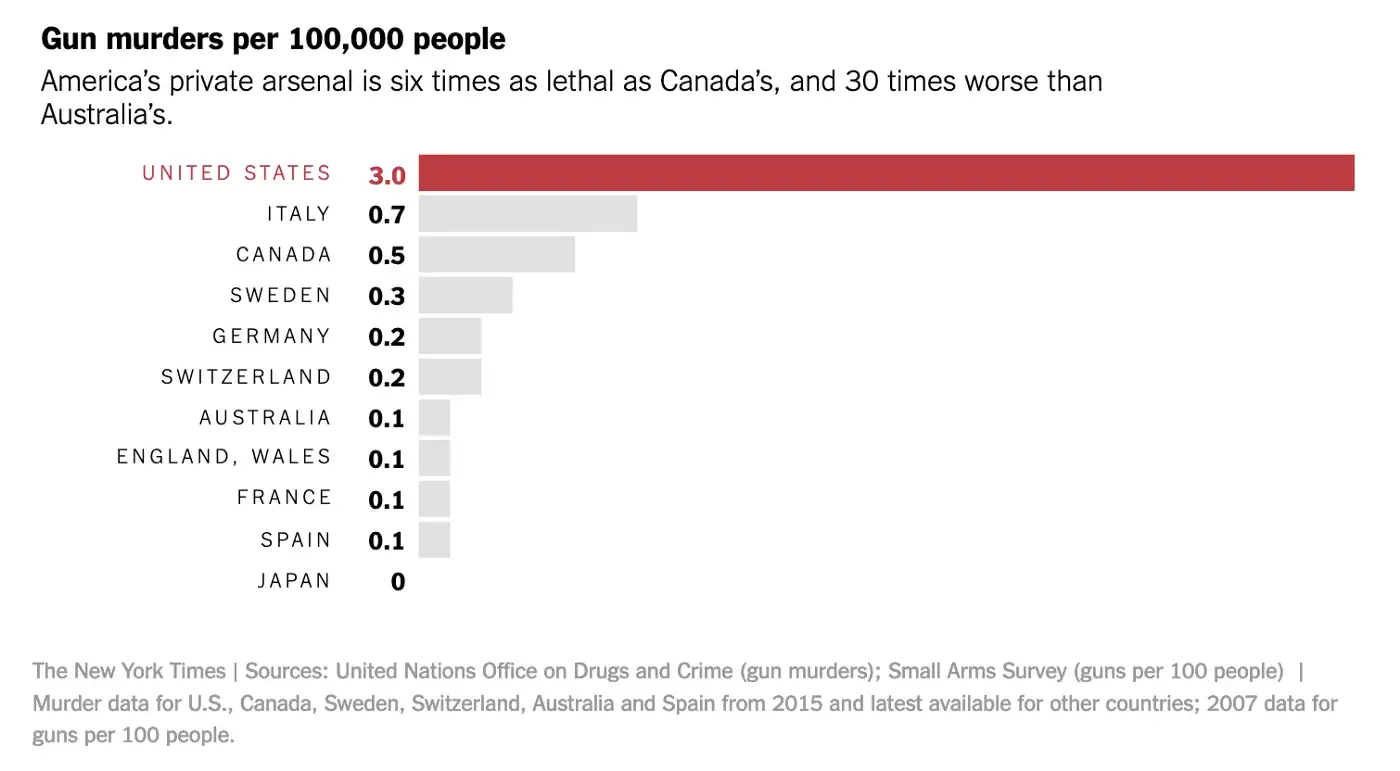 Gun murders per 100,000 people
America’s private arsenal is six times as lethal as Canada’s, and 30 times worse than
Australia’s.
UNITED STATES 3.0
ITALY 0.7
CANADA 0.5
SWEDEN 0.3
GERMANY 0.2
SWITZERLAND 0.2
AUSTRALIA 0.1
ENGLAND, WALES 0.1
FRANCE 0.1
SPAIN 0.1
JAPAN 0
The New York Times | Sources: United Nations Office on Drugs and Crime (gun murders); Small Arms Survey (guns per 100 people) |
Murder data for U.S., Canada, Sweden, Switzerland, Australia and Spain from 2015 and latest available for other countries; 2007 data for
guns per 100 people.